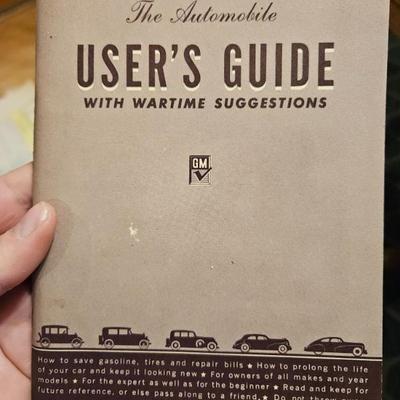 The Automobile
USER'S GUIDE
WITH WARTIME SUGGESTIONS
GM
How to save gasoline, tires and repair bills ★ How to prolong the life
of your car and keep it looking new ★ For owners of all makes and year
models ★ For the expert as well as for the beginner ★ Read and keep for
future reference, or else pass along to a friend. ★ Do not throw